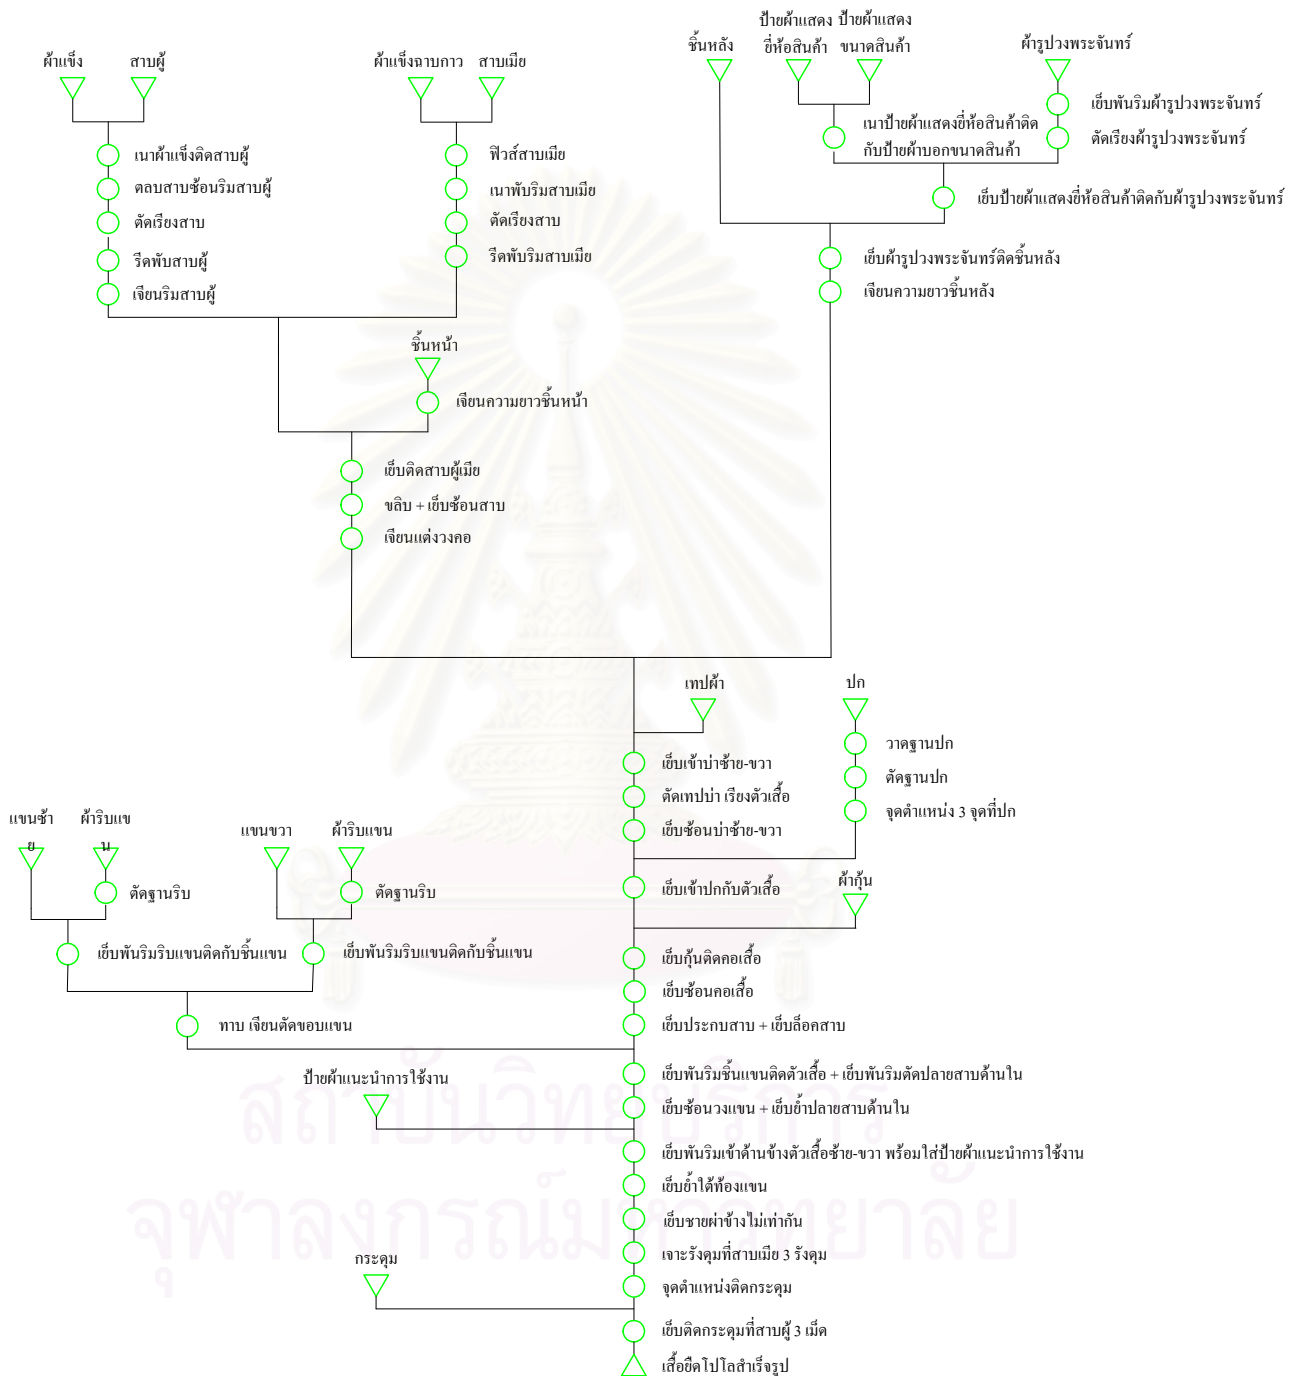 ป้ายผ้าแสดง
ยี่ห้อสินค้า
ป้ายผ้าแสดง
ขนาดสินค้า
ชิ้นหลัง
ผ้ารูปวงพระจันทร์
ผ้าแข็ง
สาบผู้
ผ้าแข็งฉาบกาว
สาบเมีย
เย็บพันริมผ้ารูปวงพระจันทร์
เนาป้ายผ้าแสดงยี่ห้อสินค้าติด
กับป้ายผ้าบอกขนาดสินค้า
ตัดเรียงผ้ารูปวงพระจันทร์
เนาผ้าแข็งติดสาบผู้
ฟิวส์สาบเมีย
ตลบสาบซ้อนริมสาบผู้
เนาพับริมสาบเมีย
เย็บป้ายผ้าแสดงยี่ห้อสินค้าติดกับผ้ารูปวงพระจันทร์
ตัดเรียงสาบ
ตัดเรียงสาบ
รีดพับสาบผู้
รีดพับริมสาบเมีย
เย็บผ้ารูปวงพระจันทร์ติดชิ้นหลัง
เจียนริมสาบผู้
เจียนความยาวชิ้นหลัง
ชิ้นหน้า
เจียนความยาวชิ้นหน้า
เย็บติดสาบผู้เมีย
ขลิบ + เย็บซ้อนสาบ
เจียนแต่งวงคอ
เทปผ้า
ปก
วาดฐานปก
เย็บเข้าบ่าซ้าย-ขวา
ตัดฐานปก
ตัดเทปบ่า เรียงตัวเสื้อ
จุดตำแหน่ง 3 จุดที่ปก
เย็บซ้อนบ่าซ้าย-ขวา
แขนซ้า
ย
ผ้าริบแข
น
แขนขวา
ผ้าริบแขน
ตัดฐานริบ
ตัดฐานริบ
เย็บเข้าปกกับตัวเสื้อ
ผ้ากุ้น
เย็บพันริมริบแขนติดกับชิ้นแขน
เย็บพันริมริบแขนติดกับชิ้นแขน
เย็บกุ้นติดคอเสื้อ
เย็บซ้อนคอเสื้อ
ทาบ เจียนตัดขอบแขน
เย็บประกบสาบ + เย็บล็อคสาบ
ป้ายผ้าแนะนำการใช้งาน
เย็บพันริมชิ้นแขนติดตัวเสื้อ + เย็บพันริมตัดปลายสาบด้านใน
เย็บซ้อนวงแขน + เย็บย้ำปลายสาบด้านใน
สถาบันวิทยบริการ
เย็บพันริมเข้าด้านข้างตัวเสื้อซ้าย-ขวา พร้อมใส่ป้ายผ้าแนะนำการใช้งาน
เย็บย้ำใต้ท้องแขน
จุฬาลงกรณ์มหาวิทยาลัย
เย็บชายผ่าข้างไม่เท่ากัน
เจาะรังดุมที่สาบเมีย 3 รังดุม
กระดุม
จุดตำแหน่งติดกระดุม
เย็บติดกระดุมที่สาบผู้ 3 เม็ด
เสื้อยืดโปโลสำเร็จรูป